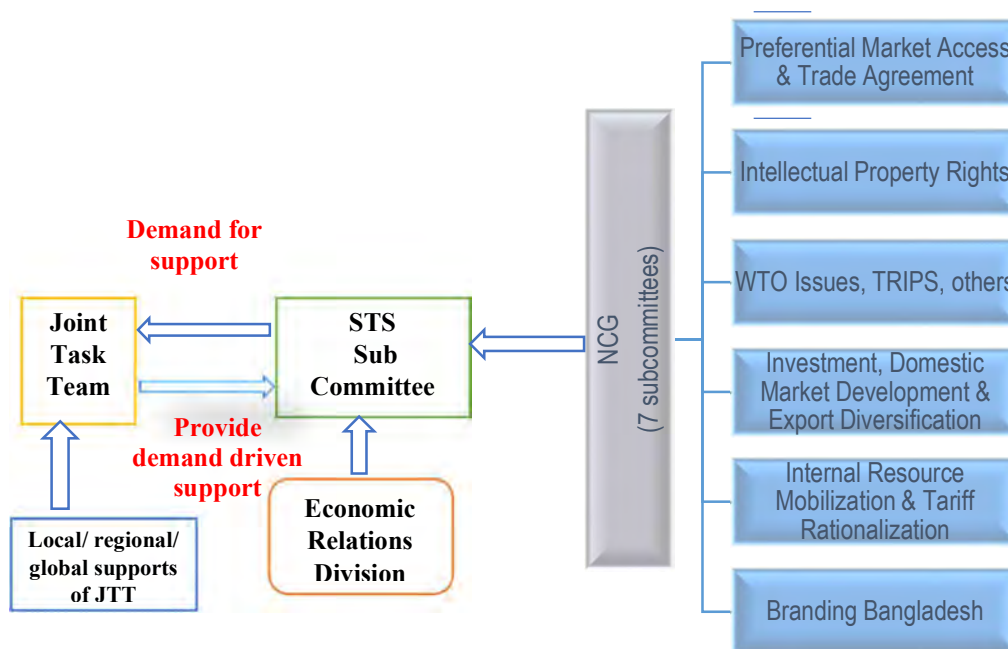 Demand for
support
Joint
Task
Team
STS
Sub
Committee
Provide
demand driven
support
Local/ regional/
global supports
of JTT
Economic
Relations
Division
NCG
(7 subcommittees)
Preferential Market Access
& Trade Agreement
Intellectual Property Rights
WTO Issues, TRIPS, others
Investment, Domestic
Market Development &
Export Diversification
Internal Resource
Mobilization & Tariff
Rationalization
Branding Bangladesh